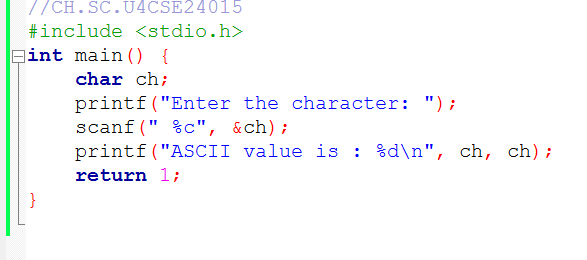 //CH.SC.U4CSE24015
#include <stdio.h>
int main() {
    char ch;
    printf("Enter the character: ");
    scanf(" %c", &ch);
    printf("ASCII value is : %d\n", ch, ch);
    return 1;
}